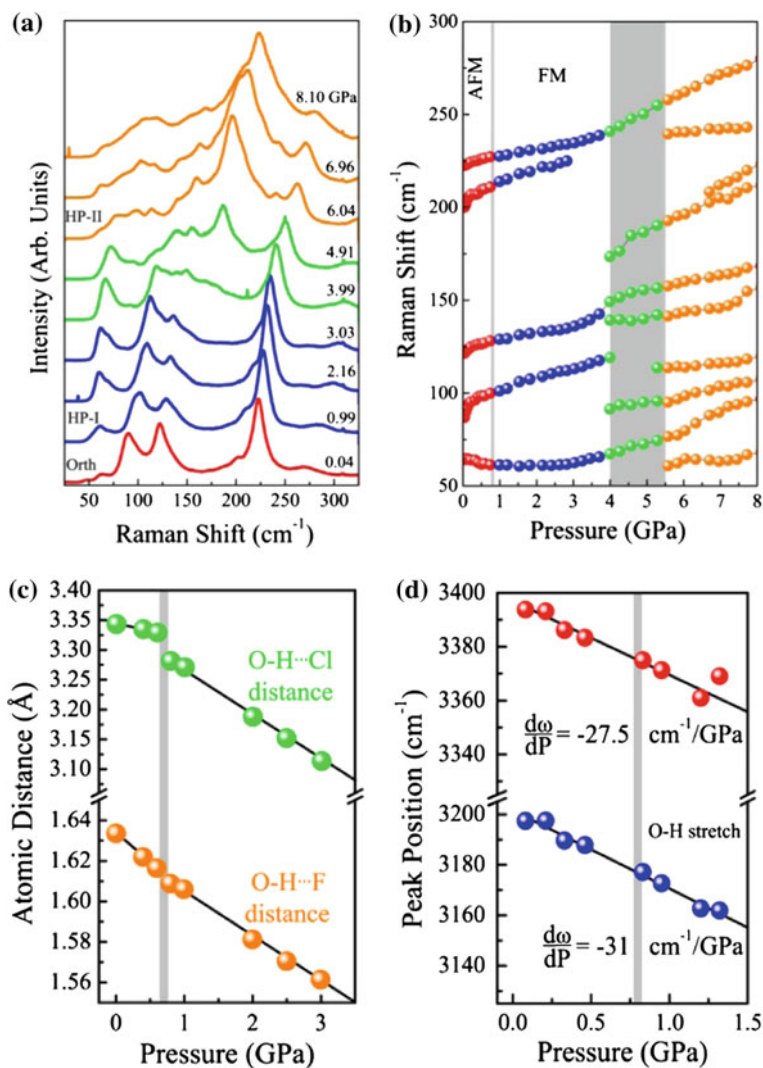 (a)
8.10 GPa
6.96
6.04
HP-II
4.91
3.99
3.03
2.16
HP-I
0.99
Orth
0.04
50 100 150 200 250 300
Raman Shift (cm-1)
Intensity (Arb. Units)
(b)
AFM
FM
300
250
200
150
100
50
0 1 2 3 4 5 6 7 8
Pressure (GPa)
Raman Shift (cm-1)
(c)
3.40
3.35
3.30
3.25
3.20
3.15
3.10
1.64
1.62
1.60
1.58
1.56
O-H···Cl
distance
O-H···F
distance
0 1 2 3
Pressure (GPa)
Atomic Distance (Å)
(d)
3400
3380
3360
3340
3200
3180
3160
3140
3125
dω/dP = -27.5 cm-1/GPa
O-H stretch
dω/dP = -31 cm-1/GPa
0.0 0.5 1.0 1.5
Pressure (GPa)
Peak Position (cm-1)